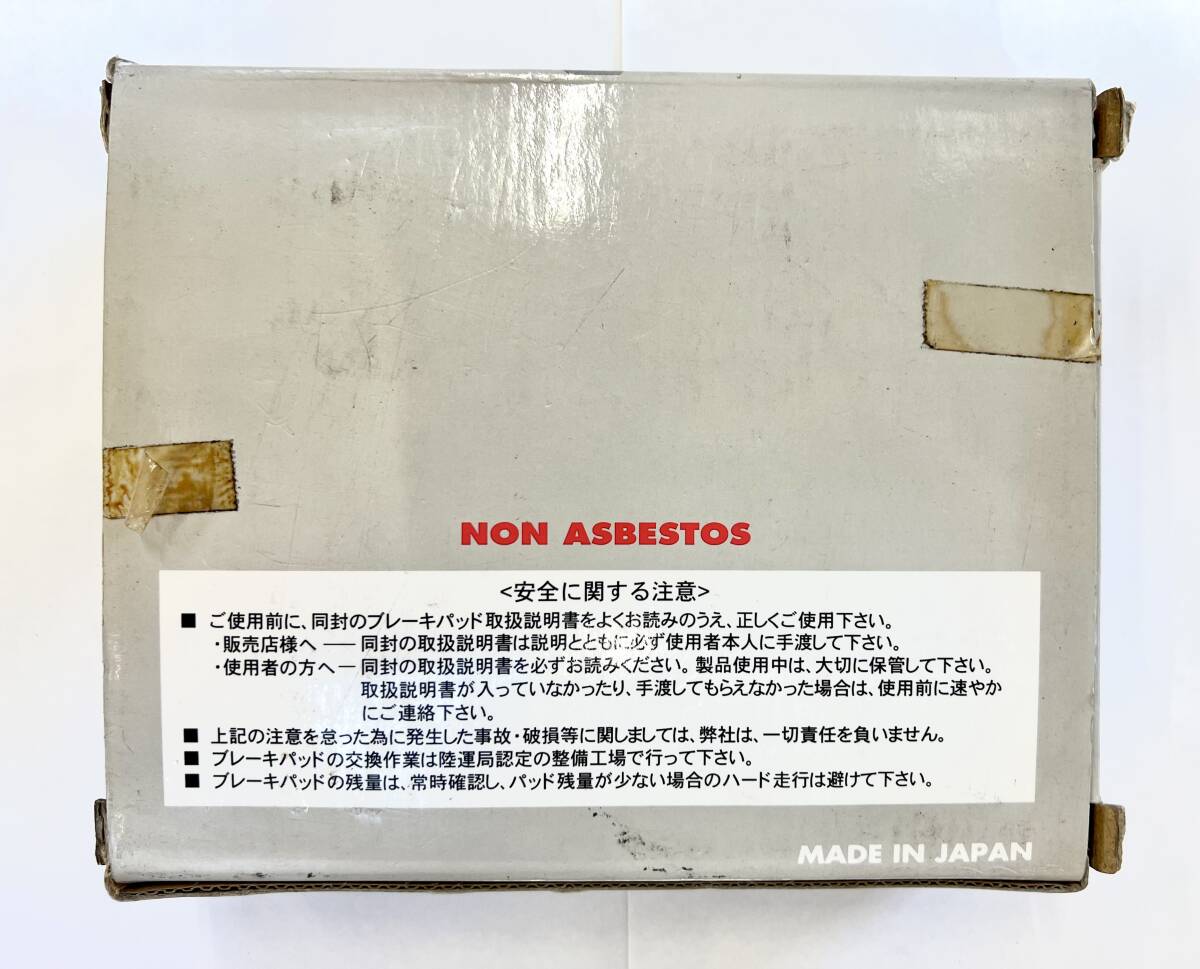 NON ASBESTOS
<安全に関する注意>
■ ご使用前に、同封のブレーキパッド取扱説明書をよくお読みのうえ、正しくご使用下さい。
・販売店様へ ── 同封の取扱説明書は説明とともに必ず使用者本人に手渡して下さい。
・使用者の方へ─ 同封の取扱説明書を必ずお読みください。製品使用中は、大切に保管して下さい。
取扱説明書が入っていなかったり、手渡してもらえなかった場合は、使用前に速やか
にご連絡下さい。
■ 上記の注意を怠った為に発生した事故・破損等に関しましては、弊社は、一切責任を負いません。
■ ブレーキパッドの交換作業は陸運局認定の整備工場で行って下さい。
■ ブレーキパッドの残量は、常時確認し、パッド残量が少ない場合のハード走行は避けて下さい。
MADE IN JAPAN